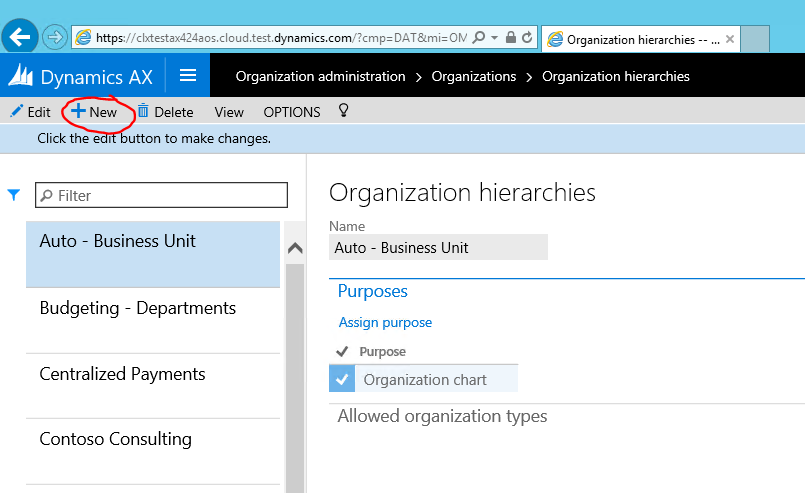 https://clxtestax424aos.cloud.test.dynamics.com/?cmp=DAT&mi=OM
Organization hierarchies -- ...
Dynamics AX
Organization administration > Organizations > Organization hierarchies
Edit New Delete View OPTIONS
Click the edit button to make changes.
Filter
Organization hierarchies
Name
Auto - Business Unit
Auto - Business Unit
Budgeting - Departments
Centralized Payments
Contoso Consulting
Purposes
Assign purpose
Purpose
Organization chart
Allowed organization types